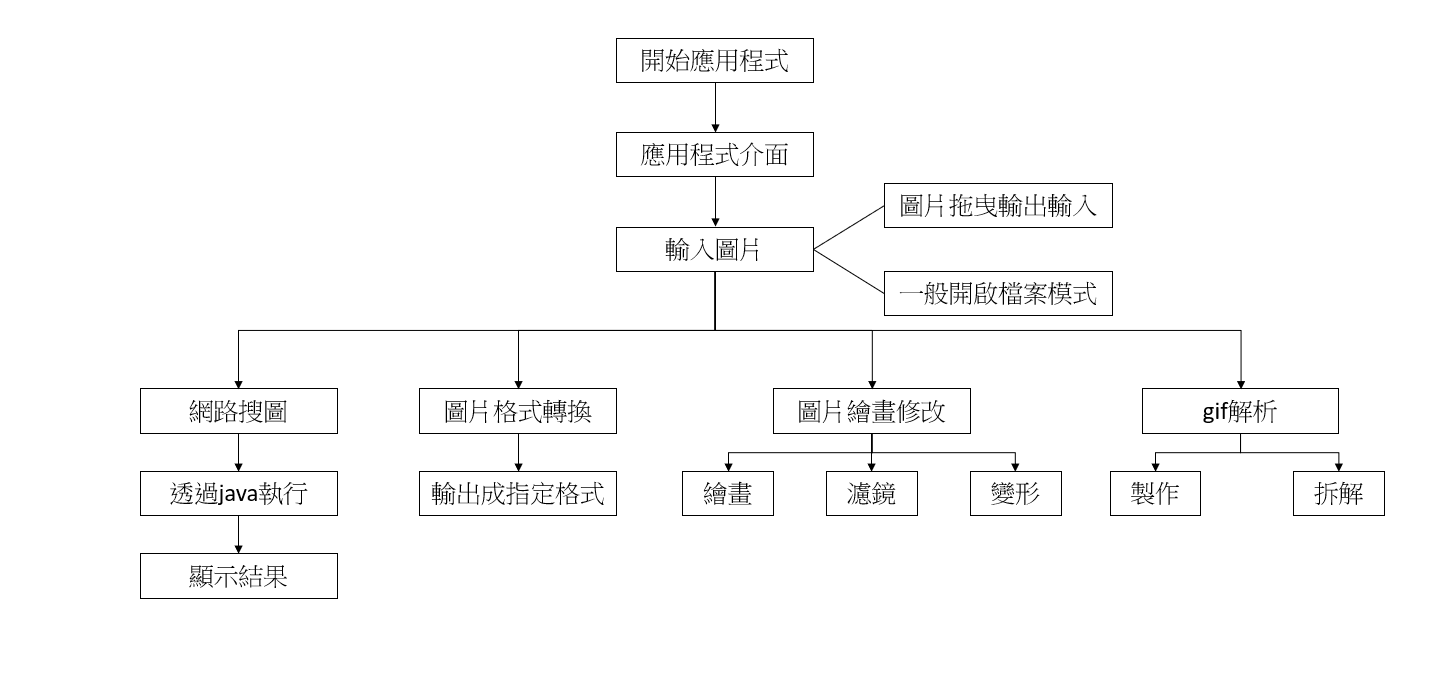 開始應用程式
應用程式介面
圖片拖曳輸出輸入
輸入圖片
一般開啟檔案模式
網路搜圖
圖片格式轉換
圖片繪畫修改
gif解析
透過java執行
輸出成指定格式
繪畫
濾鏡
變形
製作
拆解
顯示結果